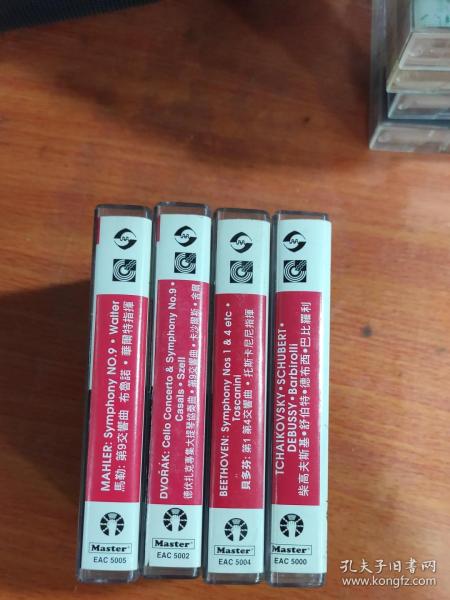 MAHLER: Symphony NO.9 • Walter
馬勒: 第9交響曲 布魯諾 • 華爾特指揮
Master
EAC 5005
DVOŘÁK: Cello Concerto & Symphony No.9 •
Casals • Szell
德伏扎克專集大提琴協奏曲 • 第9交響曲 • 卡沙爾斯 • 金爾
Master
EAC 5002
BEETHOVEN: Symphony Nos 1 & 4 etc •
Toscanini
貝多芬: 第1 第4交響曲 • 托斯卡尼尼指揮
Master
EAC 5004
TCHAIKOVSKY • SCHUBERT •
DEBUSSY • Barbirolli
柴高夫斯基 • 舒伯特 • 德布西 • 巴比羅利
Master
EAC 5000
孔夫子旧书网
www.kongfz.com